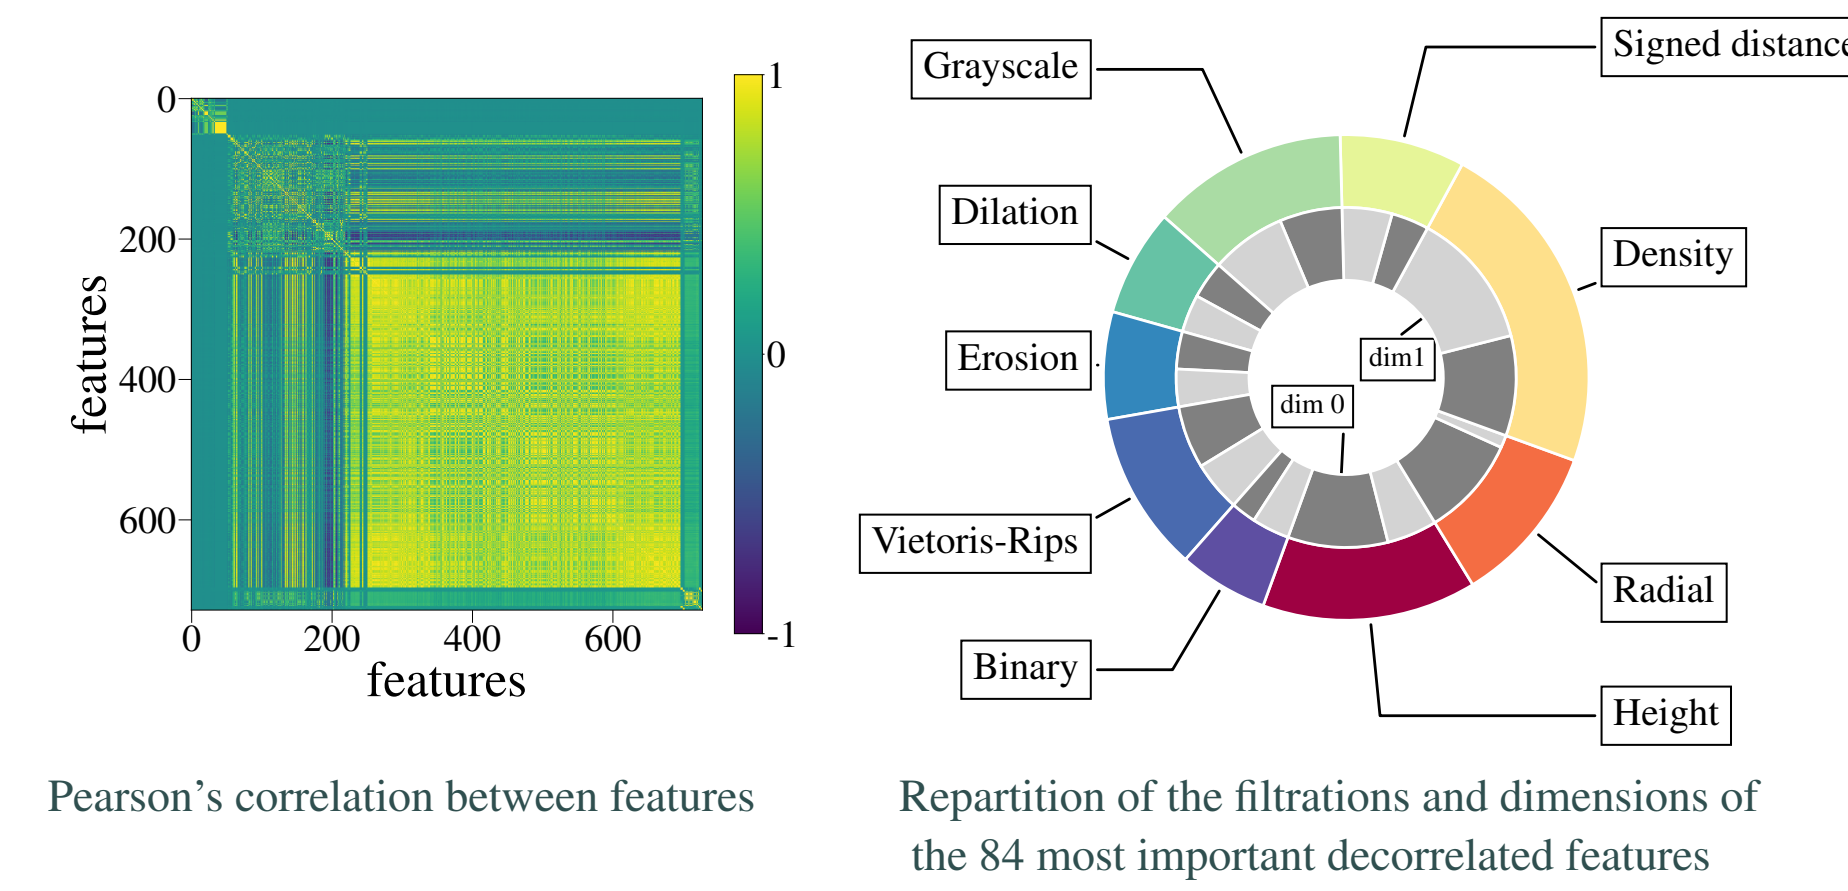 1
0
-1
0
200
400
600
0
200
400
600
features
features
Pearson's correlation between features
Grayscale
Signed distance
Dilation
Density
Erosion
dim1
dim 0
Vietoris-Rips
Radial
Binary
Height
Repartition of the filtrations and dimensions of
the 84 most important decorrelated features